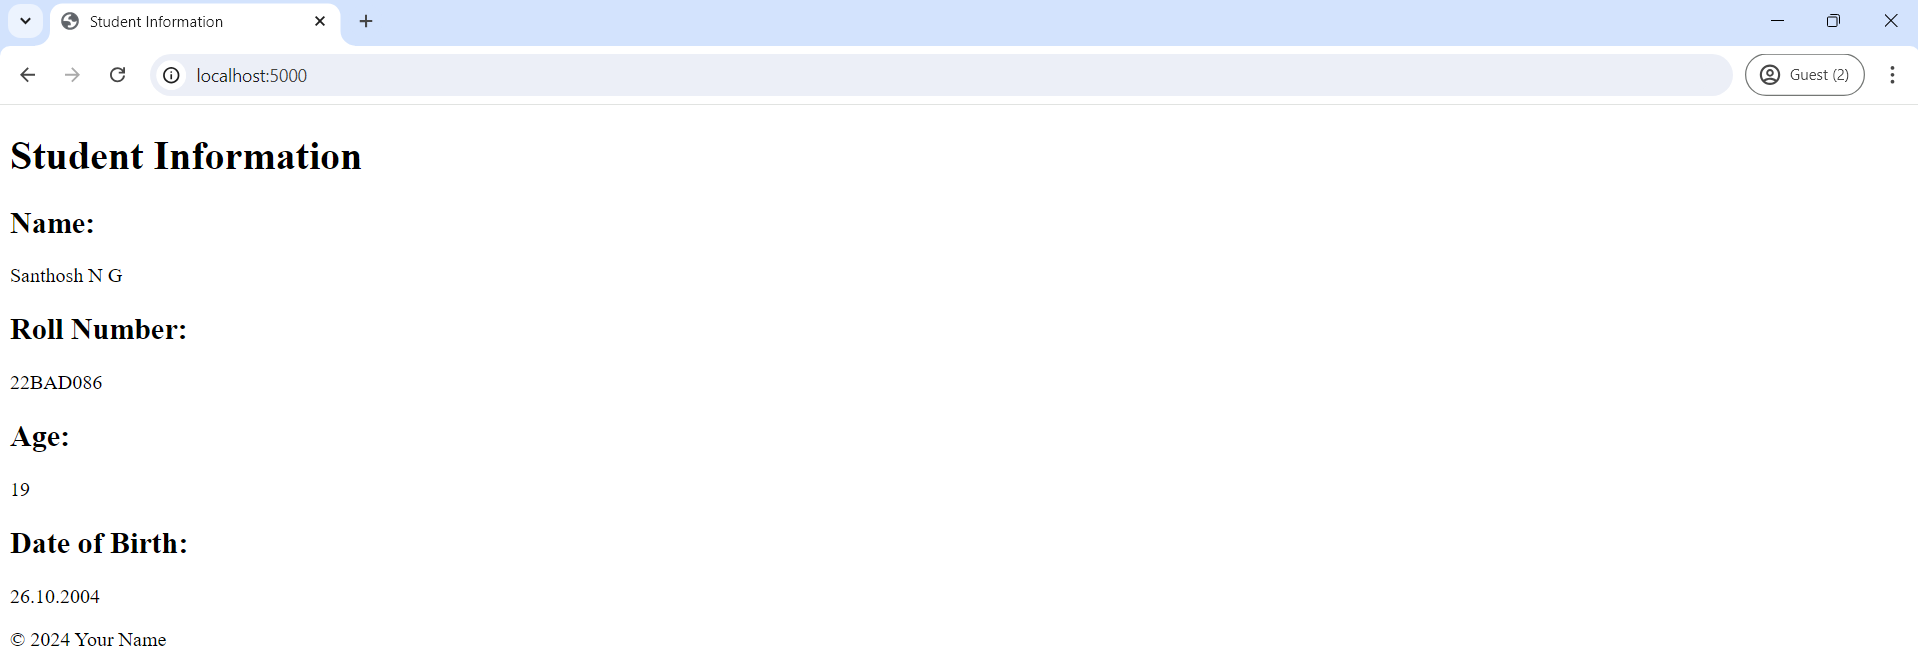 Student Information
localhost:5000
Guest (2)
Student Information
Name:
Santhosh N G
Roll Number:
22BAD086
Age:
19
Date of Birth:
26.10.2004
© 2024 Your Name